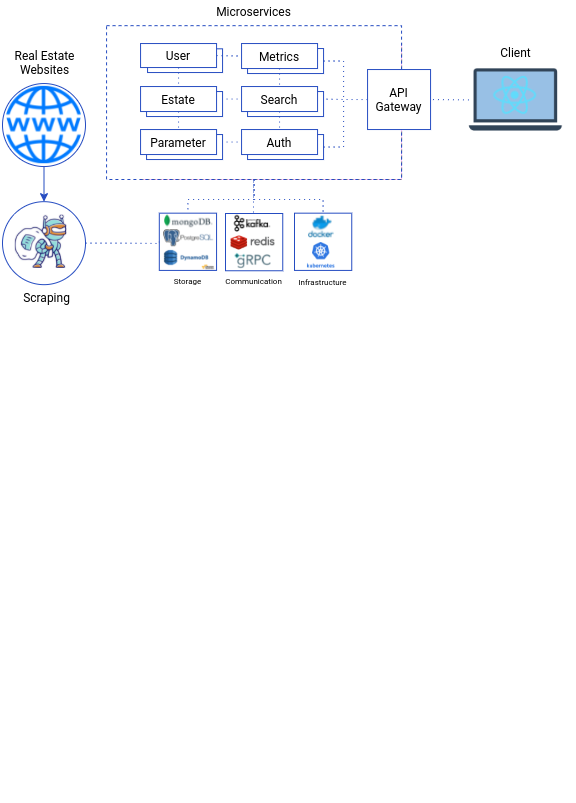 Microservices
Real Estate
Websites
Client
User
Metrics
Estate
Search
Parameter
Auth
API
Gateway
WWW
mongoDB.
PostgreSQL
DynamoDB
kafka.
redis
gRPC
docker
kubernetes
Storage
Communication
Infrastructure
Scraping